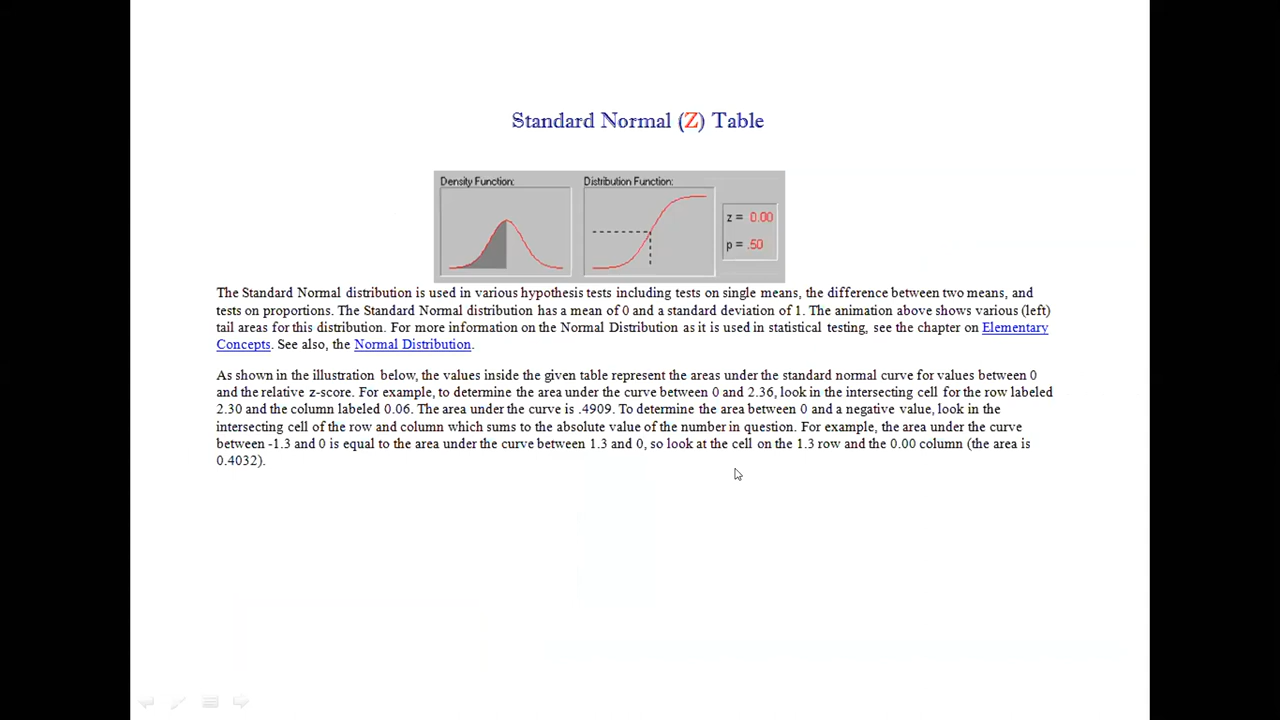 Standard Normal (Z) Table
Density Function:
Distribution Function:
z = 0.00
p = .50
The Standard Normal distribution is used in various hypothesis tests including tests on single means, the difference between two means, and
tests on proportions. The Standard Normal distribution has a mean of 0 and a standard deviation of 1. The animation above shows various (left)
tail areas for this distribution. For more information on the Normal Distribution as it is used in statistical testing, see the chapter on Elementary
Concepts. See also, the Normal Distribution.
As shown in the illustration below, the values inside the given table represent the areas under the standard normal curve for values between 0
and the relative z-score. For example, to determine the area under the curve between 0 and 2.36, look in the intersecting cell for the row labeled
2.30 and the column labeled 0.06. The area under the curve is .4909. To determine the area between 0 and a negative value, look in the
intersecting cell of the row and column which sums to the absolute value of the number in question. For example, the area under the curve
between -1.3 and 0 is equal to the area under the curve between 1.3 and 0, so look at the cell on the 1.3 row and the 0.00 column (the area is
0.4032).